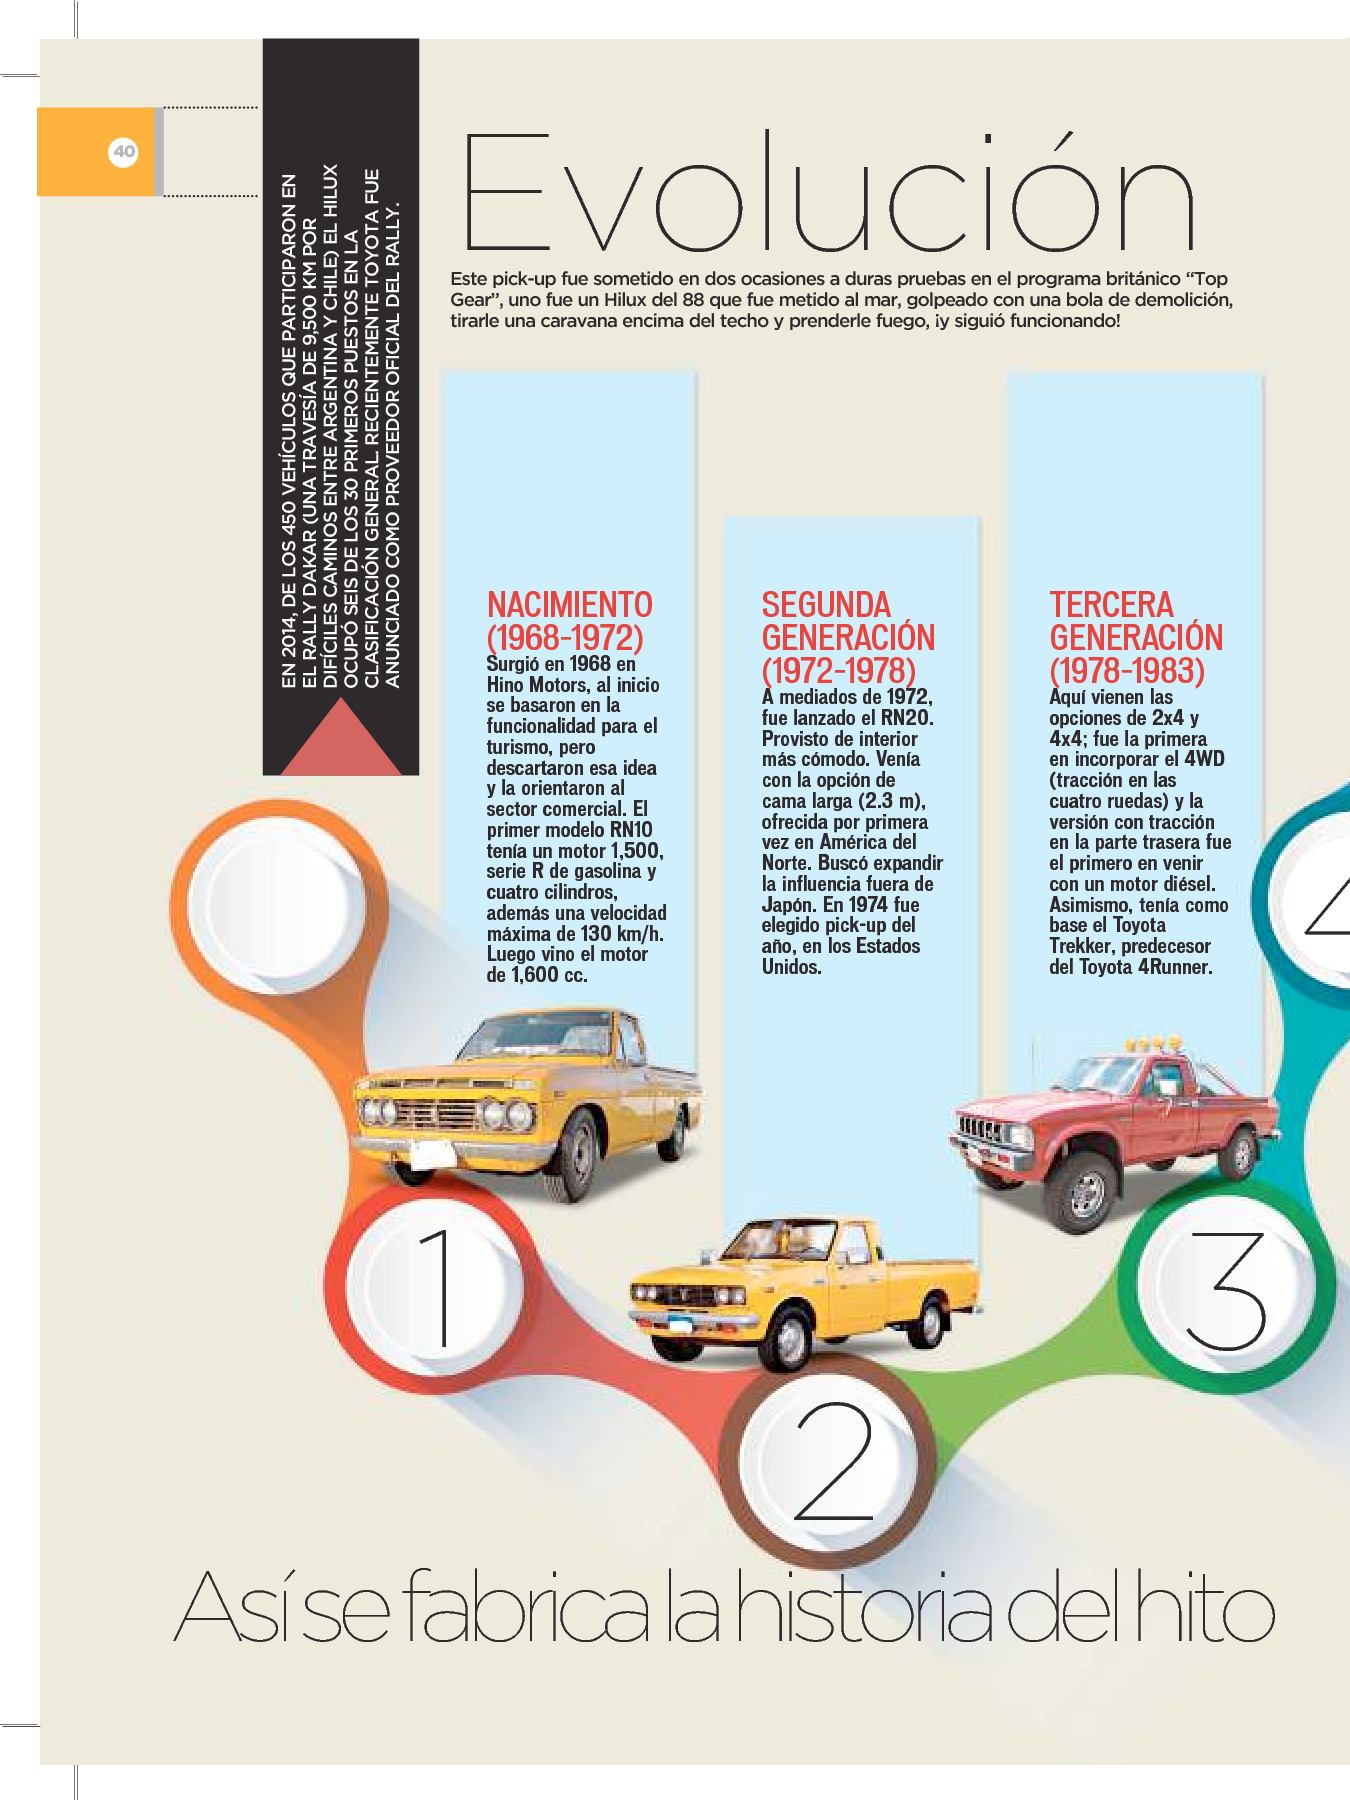 40
EN 2014, DE LOS 450 VEHÍCULOS QUE PARTICIPARON EN
EL RALLY DAKAR (UNA TRAVESÍA DE 9,500 KM POR
DIFÍCILES CAMINOS ENTRE ARGENTINA Y CHILE) EL HILUX
OCUPÓ SEIS DE LOS 30 PRIMEROS PUESTOS EN LA
CLASIFICACIÓN GENERAL. RECIENTEMENTE TOYOTA FUE
ANUNCIADO COMO PROVEEDOR OFICIAL DEL RALLY.
Evolución
Este pick-up fue sometido en dos ocasiones a duras pruebas en el programa británico “Top
Gear”, uno fue un Hilux del 88 que fue metido al mar, golpeado con una bola de demolición,
tirarle una caravana encima del techo y prenderle fuego, ¡y siguió funcionando!
NACIMIENTO
(1968-1972)
Surgió en 1968 en
Hino Motors, al inicio
se basaron en la
funcionalidad para el
turismo, pero
descartaron esa idea
y la orientaron al
sector comercial. El
primer modelo RN10
tenía un motor 1,500,
serie R de gasolina y
cuatro cilindros,
además una velocidad
máxima de 130 km/h.
Luego vino el motor
de 1,600 cc.
SEGUNDA
GENERACIÓN
(1972-1978)
A mediados de 1972,
fue lanzado el RN20.
Provisto de interior
más cómodo. Venía
con la opción de
cama larga (2.3 m),
ofrecida por primera
vez en América del
Norte. Buscó expandir
la influencia fuera de
Japón. En 1974 fue
elegido pick-up del
año, en los Estados
Unidos.
TERCERA
GENERACIÓN
(1978-1983)
Aquí vienen las
opciones de 2x4 y
4x4; fue la primera
en incorporar el 4WD
(tracción en las
cuatro ruedas) y la
versión con tracción
en la parte trasera fue
el primero en venir
con un motor diésel.
Asimismo, tenía como
base el Toyota
Trekker, predecesor
del Toyota 4Runner.
1
2
3
4
Así se fabrica la historia del hito